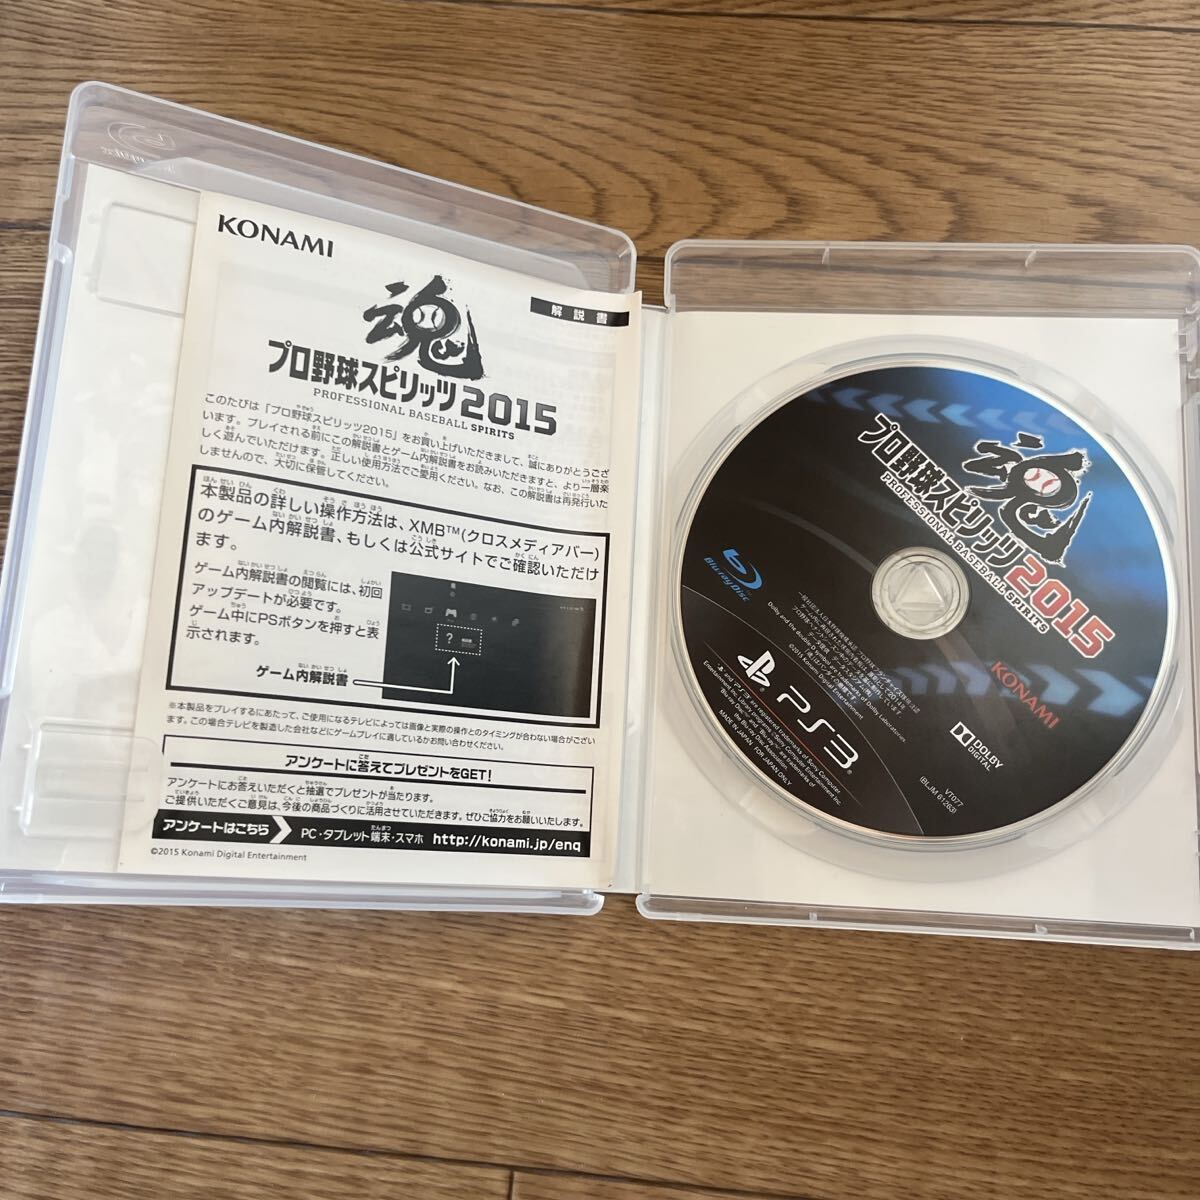 KONAMI
解説書
魂
プロ野球スピリッツ2015
PROFESSIONAL BASEBALL SPIRITS
このたびは「プロ野球スピリッツ2015」をお買い上げいただきまして、誠にありがとうござ
います。プレイされる前にこの解説書とゲーム内解説書をお読みいただきますと、より一層楽
しく遊んでいただけます。正しい使用方法でご愛用ください。なお、この解説書は再発行いた
しませんので、大切に保管してください。
本製品の詳しい操作方法は、XMB™(クロスメディアバー)
のゲーム内解説書、もしくは公式サイトでご確認いただけ
ます。
ゲーム内解説書の閲覧には、初回
アップデートが必要です。
ゲーム中にPSボタンを押すと表
示されます。
ゲーム内解説書
※本製品をプレイするにあたって、ご使用になるテレビによっては画像と実際の操作とのタイミングが合わない場合がござい
ます。この場合テレビを製造した会社などにゲームプレイに適しているかお問い合わせください。
アンケートに答えてプレゼントをGET!
アンケートにお答えいただくと抽選でプレゼントが当たります。
ご提供いただくご意見は、今後の商品づくりに活用させていただきます。ぜひご協力をお願いいたします。
アンケートはこちら PC・タブレット端末・スマホ http://konami.jp/enq
©2015 Konami Digital Entertainment
魂
プロ野球スピリッツ2015
PROFESSIONAL BASEBALL SPIRITS
Blu-ray Disc
PS3
KONAMI
DOLBY
DIGITAL
Dolby and the double-D symbol are trademarks of Dolby Laboratories.
©2015 Konami Digital Entertainment
MADE IN JAPAN FOR JAPAN ONLY
VT077
(BLJM 61263)